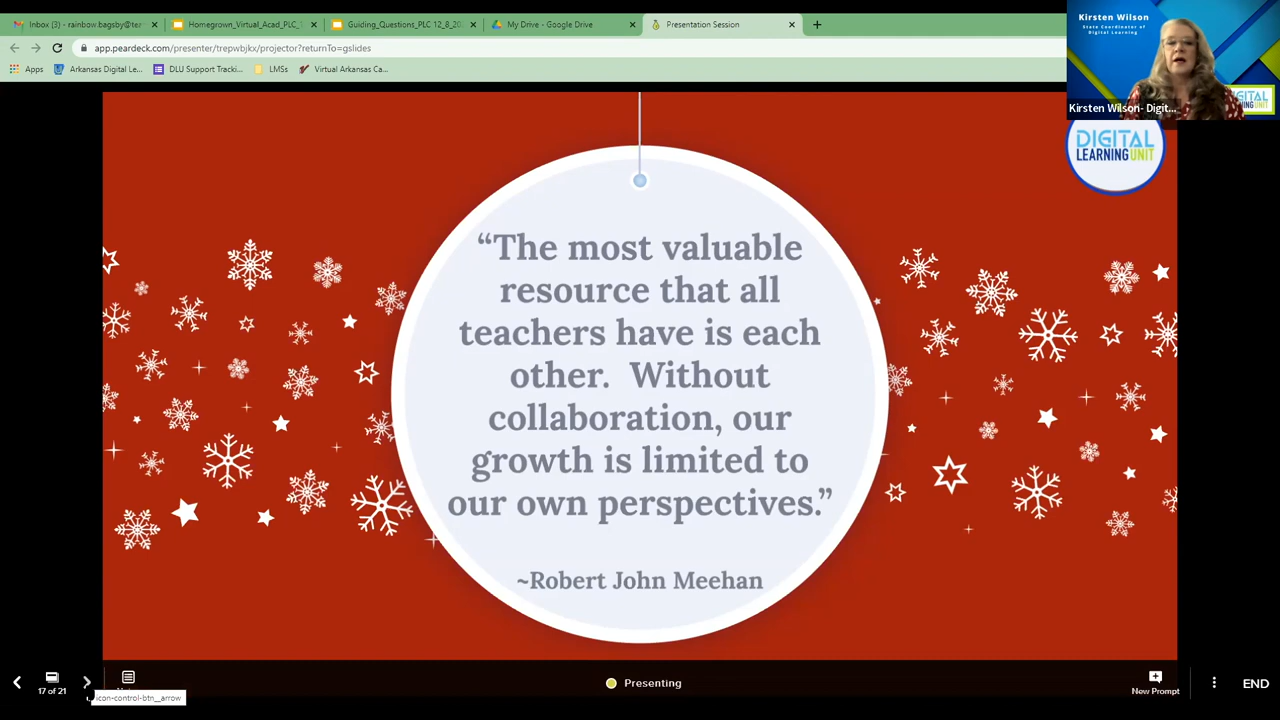 Inbox (3) - rainbow.bagsby@te
Homegrown_Virtual_Acad_PLC_
Guiding_Questions_PLC 12_8_20
My Drive - Google Drive
Presentation Session
app.peardeck.com/presenter/trepwbjkx/projector?returnTo=gslides
Apps
Arkansas Digital Le...
DLU Support Tracki...
LMSs
Virtual Arkansas Ca...
Kirsten Wilson
State Coordinator of
Digital Learning
Kirsten Wilson- Digit...
DIGITAL
LEARNING UNIT
“The most valuable
resource that all
teachers have is each
other. Without
collaboration, our
growth is limited to
our own perspectives.”
~Robert John Meehan
17 of 21
icon-control-btn__arrow
Presenting
New Prompt
END